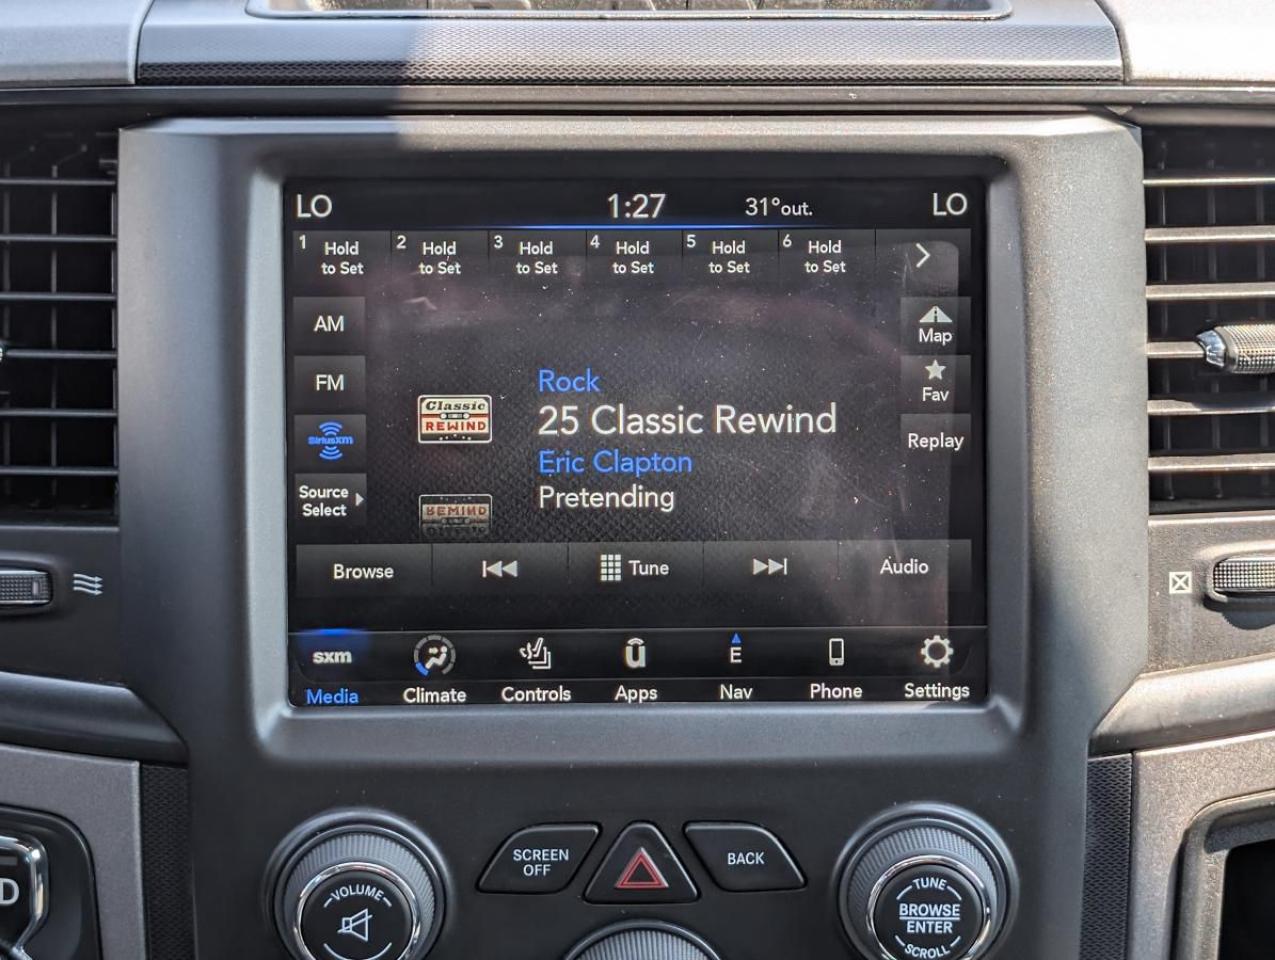 LO 1:27 31°out. LO
1 Hold to Set
2 Hold to Set
3 Hold to Set
4 Hold to Set
5 Hold to Set
6 Hold to Set
AM
Map
FM
Fav
SiriusXM
Replay
Source
Select
Classic
REWIND
Rock
25 Classic Rewind
Eric Clapton
Pretending
Browse Tune Audio
sxm
E
Media Climate Controls Apps Nav Phone Settings
D
VOLUME
SCREEN
OFF
BACK
TUNE
BROWSE
ENTER
SCROLL